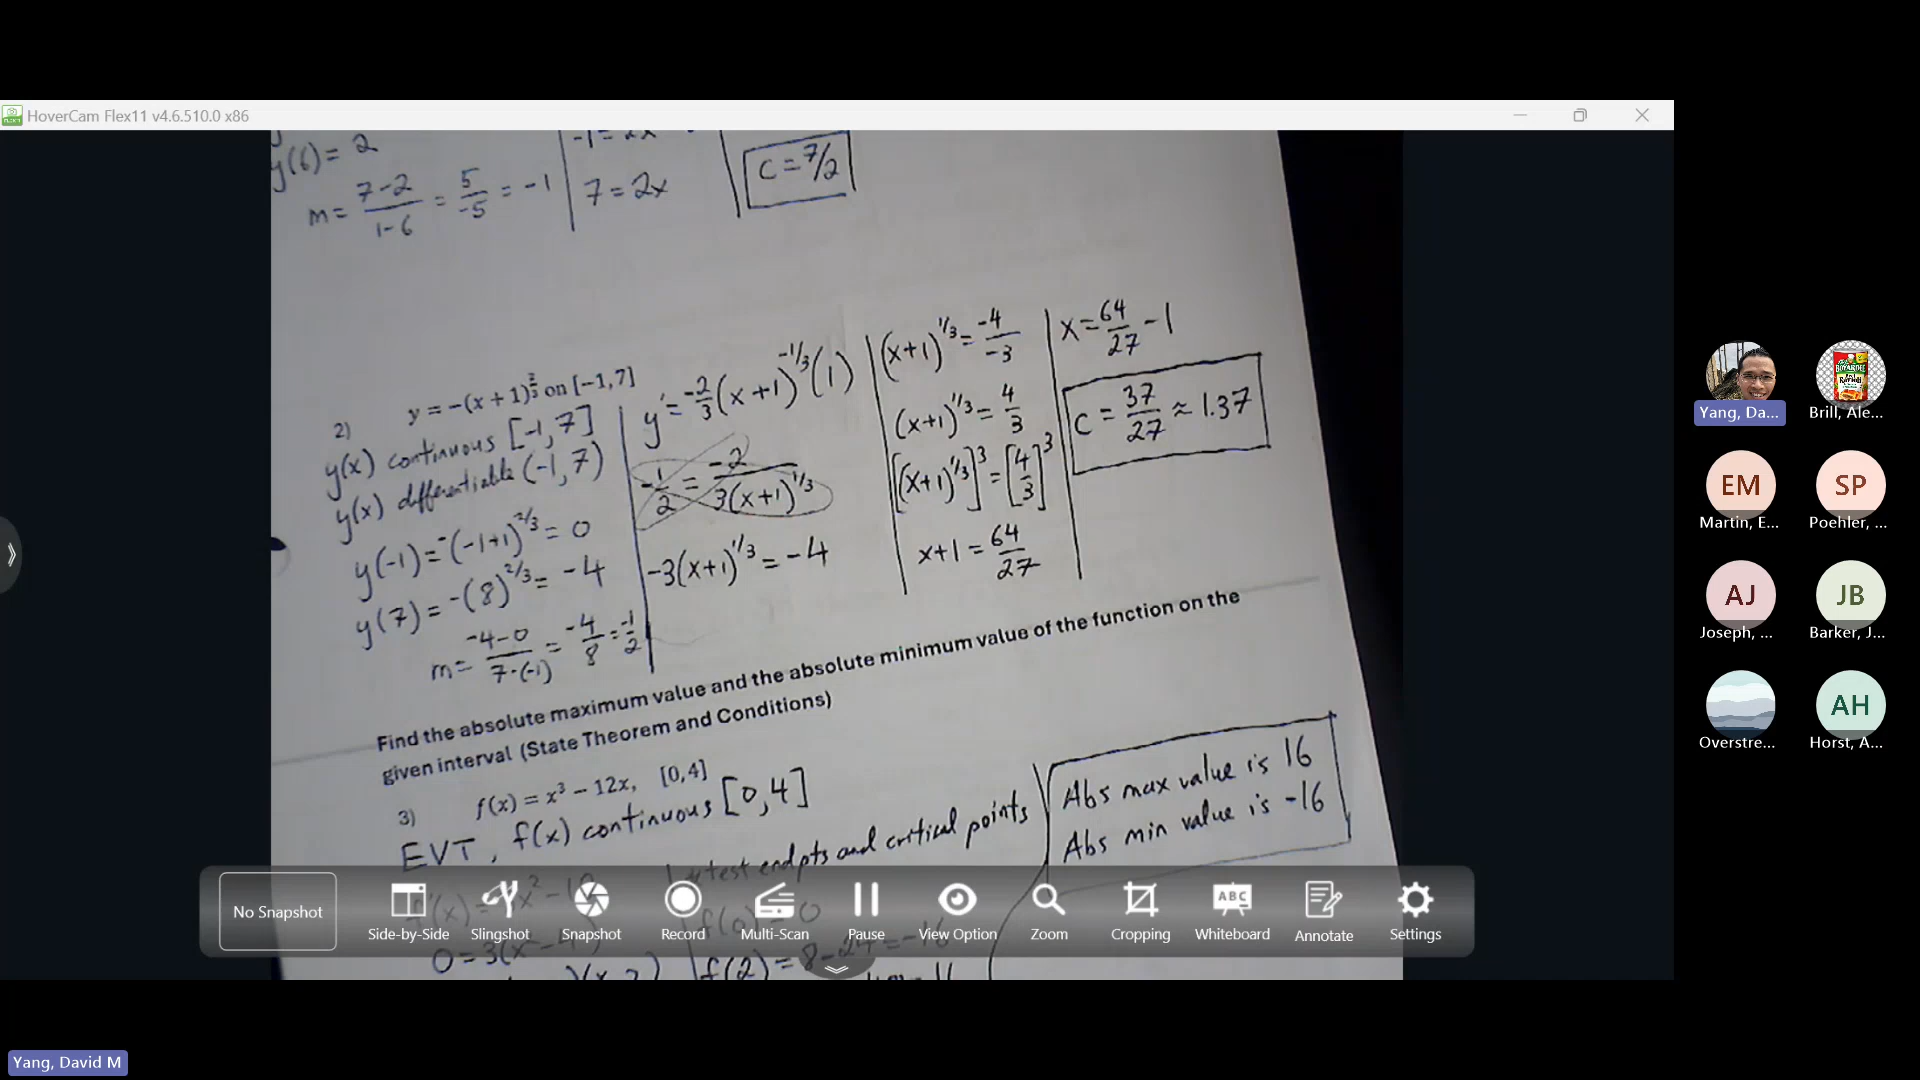 HoverCam Flex11 v4.6.510.0 x86
y(6) = 2
m = 7-2/1-6 = 5/-5 = -1
7 = 2x
C = 7/2
2) y = −(x + 1)^(2/3) on [−1, 7]
y(x) continuous [-1, 7]
y(x) differentiable (-1, 7)
y(-1) = -(-1+1)^(2/3) = 0
y(7) = -(8)^(2/3) = -4
m = -4-0/7-(-1) = -4/8 = -1/2
y' = -2/3 (x+1)^(-1/3) (1)
-1/2 = -2/3(x+1)^(1/3)
-3(x+1)^(1/3) = -4
(x+1)^(1/3) = -4/-3
(x+1)^(1/3) = 4/3
[(x+1)^(1/3)]^3 = [4/3]^3
x+1 = 64/27
x = 64/27 - 1
C = 37/27 ≈ 1.37
Find the absolute maximum value and the absolute minimum value of the function on the
given interval (State Theorem and Conditions)
3) f(x) = x³ − 12x, [0,4]
EVT, f(x) continuous [0,4]
test endpts and critical points
Abs max value is 16
Abs min value is -16
f(2) = 8-24 = -16
No Snapshot
Side-by-Side
Slingshot
Snapshot
Record
Multi-Scan
Pause
View Option
Zoom
Cropping
ABC
Whiteboard
Annotate
Settings
Yang, Da...
Brill, Ale...
EM
Martin, E...
SP
Poehler, ...
AJ
Joseph, ...
JB
Barker, J...
Overstre...
AH
Horst, A...
Yang, David M